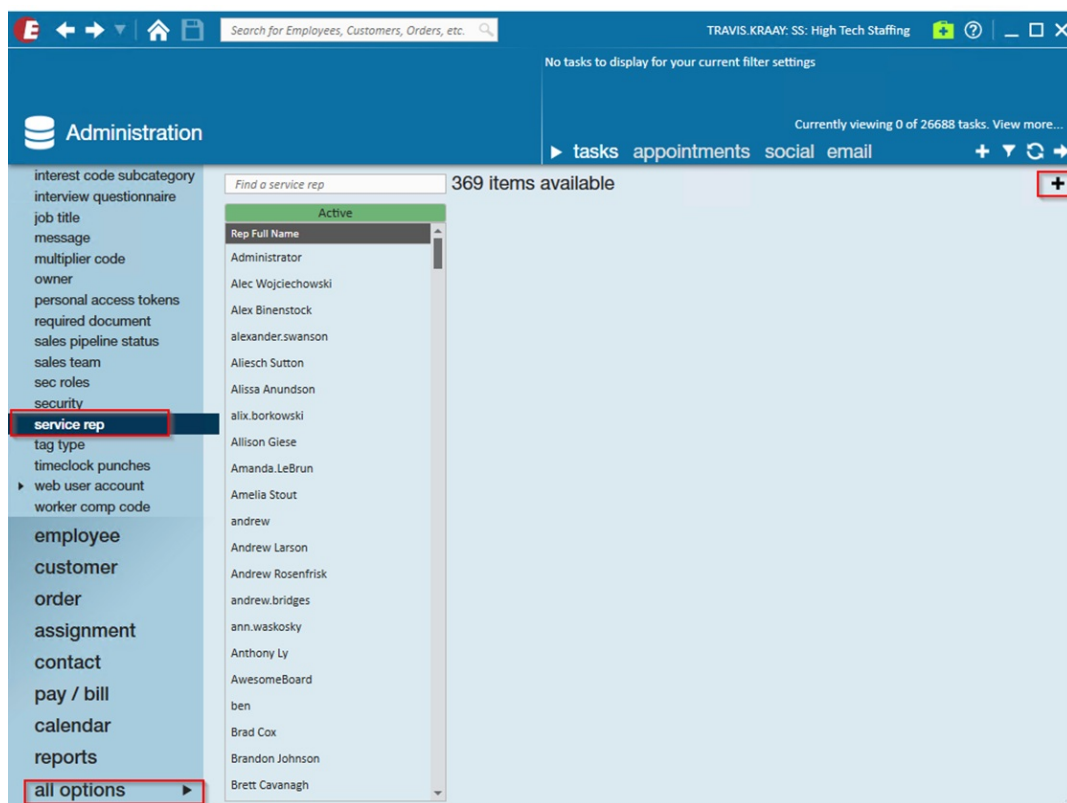 Search for Employees, Customers, Orders, etc.
TRAVIS.KRAAY: SS: High Tech Staffing
No tasks to display for your current filter settings
Currently viewing 0 of 26688 tasks. View more...
Administration
tasks appointments social email
interest code subcategory
interview questionnaire
job title
message
multiplier code
owner
personal access tokens
required document
sales pipeline status
sales team
sec roles
security
service rep
tag type
timeclock punches
web user account
worker comp code
employee
customer
order
assignment
contact
pay / bill
calendar
reports
all options
Find a service rep
369 items available
Active
Rep Full Name
Administrator
Alec Wojciechowski
Alex Binenstock
alexander.swanson
Aliesch Sutton
Alissa Anundson
alix.borkowski
Allison Giese
Amanda.LeBrun
Amelia Stout
andrew
Andrew Larson
Andrew Rosenfrisk
andrew.bridges
ann.waskosky
Anthony Ly
AwesomeBoard
ben
Brad Cox
Brandon Johnson
Brett Cavanagh